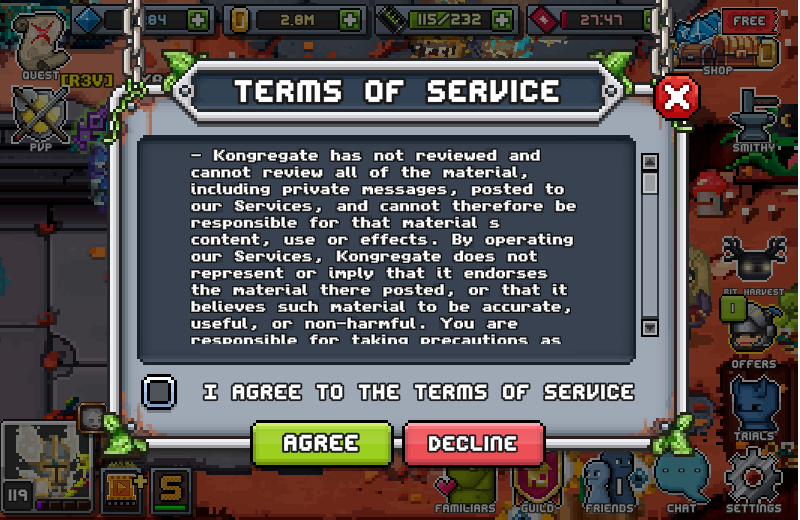 84
2.8M
115/232
27:47
FREE
QUEST
[R3V]
SHOP
TERMS OF SERVICE
PVP
SMITHY
- Kongregate has not reviewed and
cannot review all of the material,
including private messages, posted to
our Services, and cannot therefore be
responsible for that material s
content, use or effects. By operating
our Services, Kongregate does not
represent or imply that it endorses
the material there posted, or that it
believes such material to be accurate,
useful, or non-harmful. You are
responsible for taking precautions as
BIT HARVEST
0
OFFERS
I AGREE TO THE TERMS OF SERVICE
TRIALS
AGREE
DECLINE
119
S
FAMILIARS
GUILD
FRIENDS
CHAT
SETTINGS